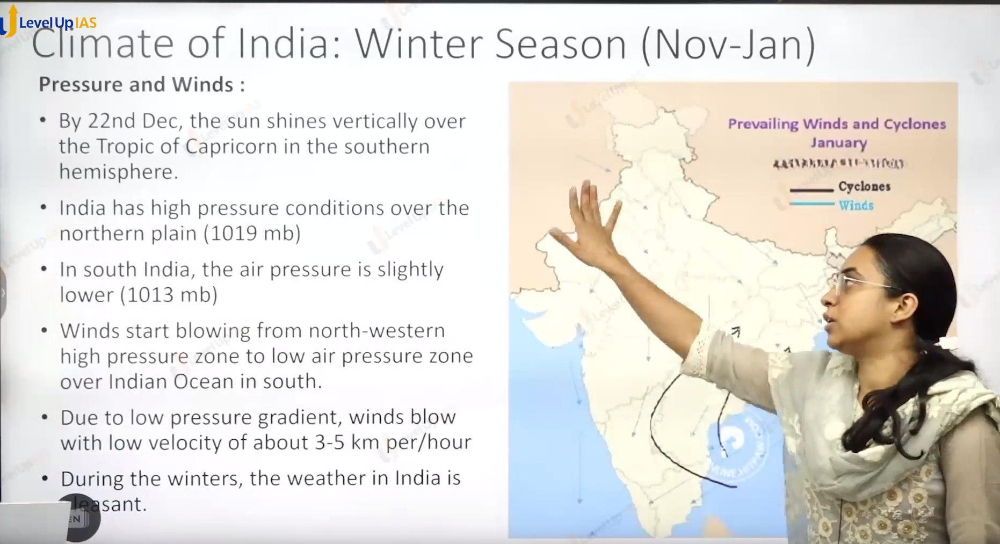 LevelUp IAS
Climate of India: Winter Season (Nov-Jan)
Pressure and Winds :
• By 22nd Dec, the sun shines vertically over
the Tropic of Capricorn in the southern
hemisphere.
• India has high pressure conditions over the
northern plain (1019 mb)
• In south India, the air pressure is slightly
lower (1013 mb)
• Winds start blowing from north-western
high pressure zone to low air pressure zone
over Indian Ocean in south.
• Due to low pressure gradient, winds blow
with low velocity of about 3-5 km per/hour
• During the winters, the weather in India is
leasant.
EN
Prevailing Winds and Cyclones
January
Cyclones
Winds